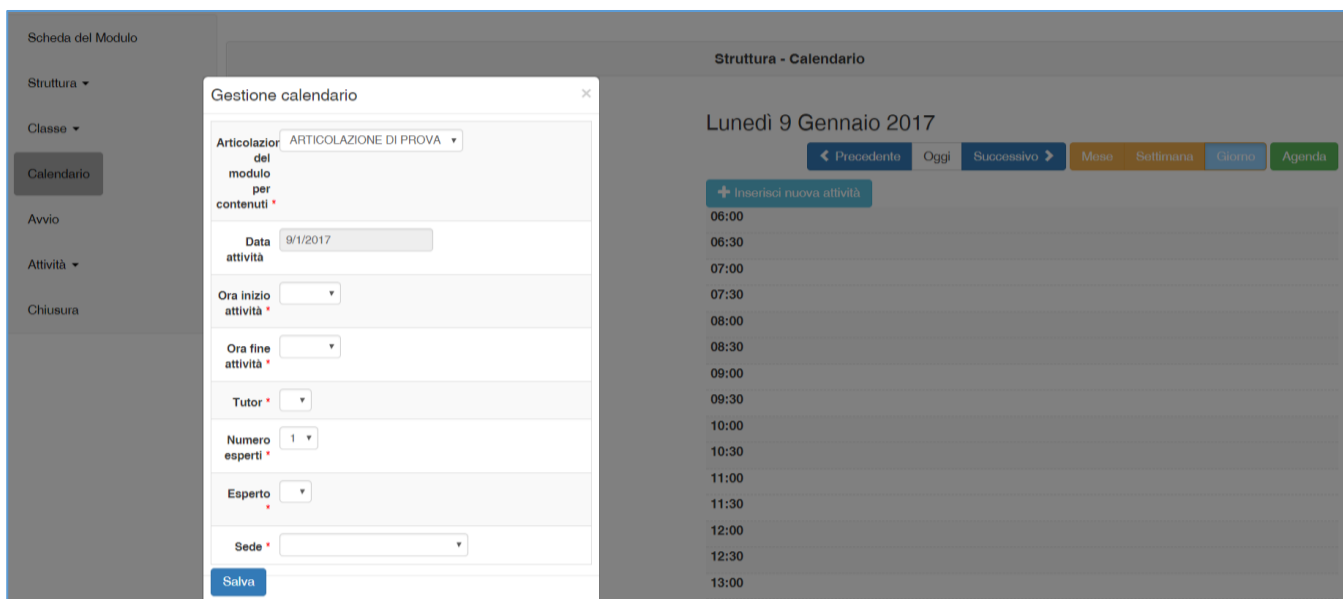 Scheda del Modulo
Struttura
Classe
Calendario
Avvio
Attività
Chiusura
Struttura - Calendario
Gestione calendario ×
Articolazior ARTICOLAZIONE DI PROVA
del
modulo
per
contenuti *
Data 9/1/2017
attività
Ora inizio
attività *
Ora fine
attività *
Tutor *
Numero 1
esperti *
Esperto
*
Sede *
Salva
Lunedì 9 Gennaio 2017
Precedente Oggi Successivo Mese Settimana Giorno Agenda
+ Inserisci nuova attività
06:00
06:30
07:00
07:30
08:00
08:30
09:00
09:30
10:00
10:30
11:00
11:30
12:00
12:30
13:00